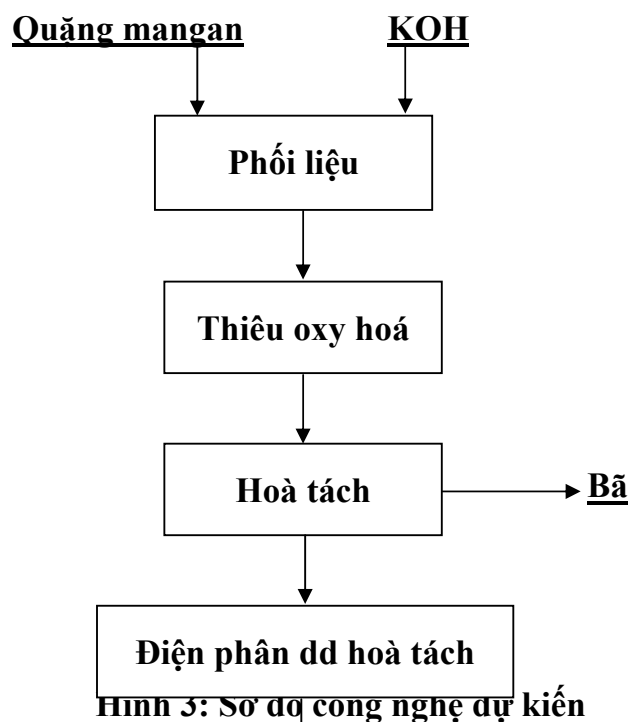 Quặng mangan
KOH
Phối liệu
Thiêu oxy hoá
Hoà tách
Bã
Điện phân dd hoà tách
Hình 3: Sơ đồ công nghệ dự kiến